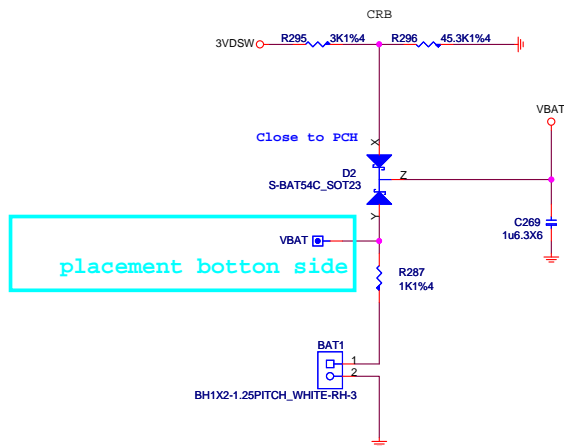 CRB
3VDSW
R295 3K1%4
R296 45.3K1%4
VBAT
Close to PCH
X
D2
S-BAT54C_SOT23
Z
Y
C269
1u6.3X6
VBAT
placement botton side
R287
1K1%4
BAT1
1
2
BH1X2-1.25PITCH_WHITE-RH-3